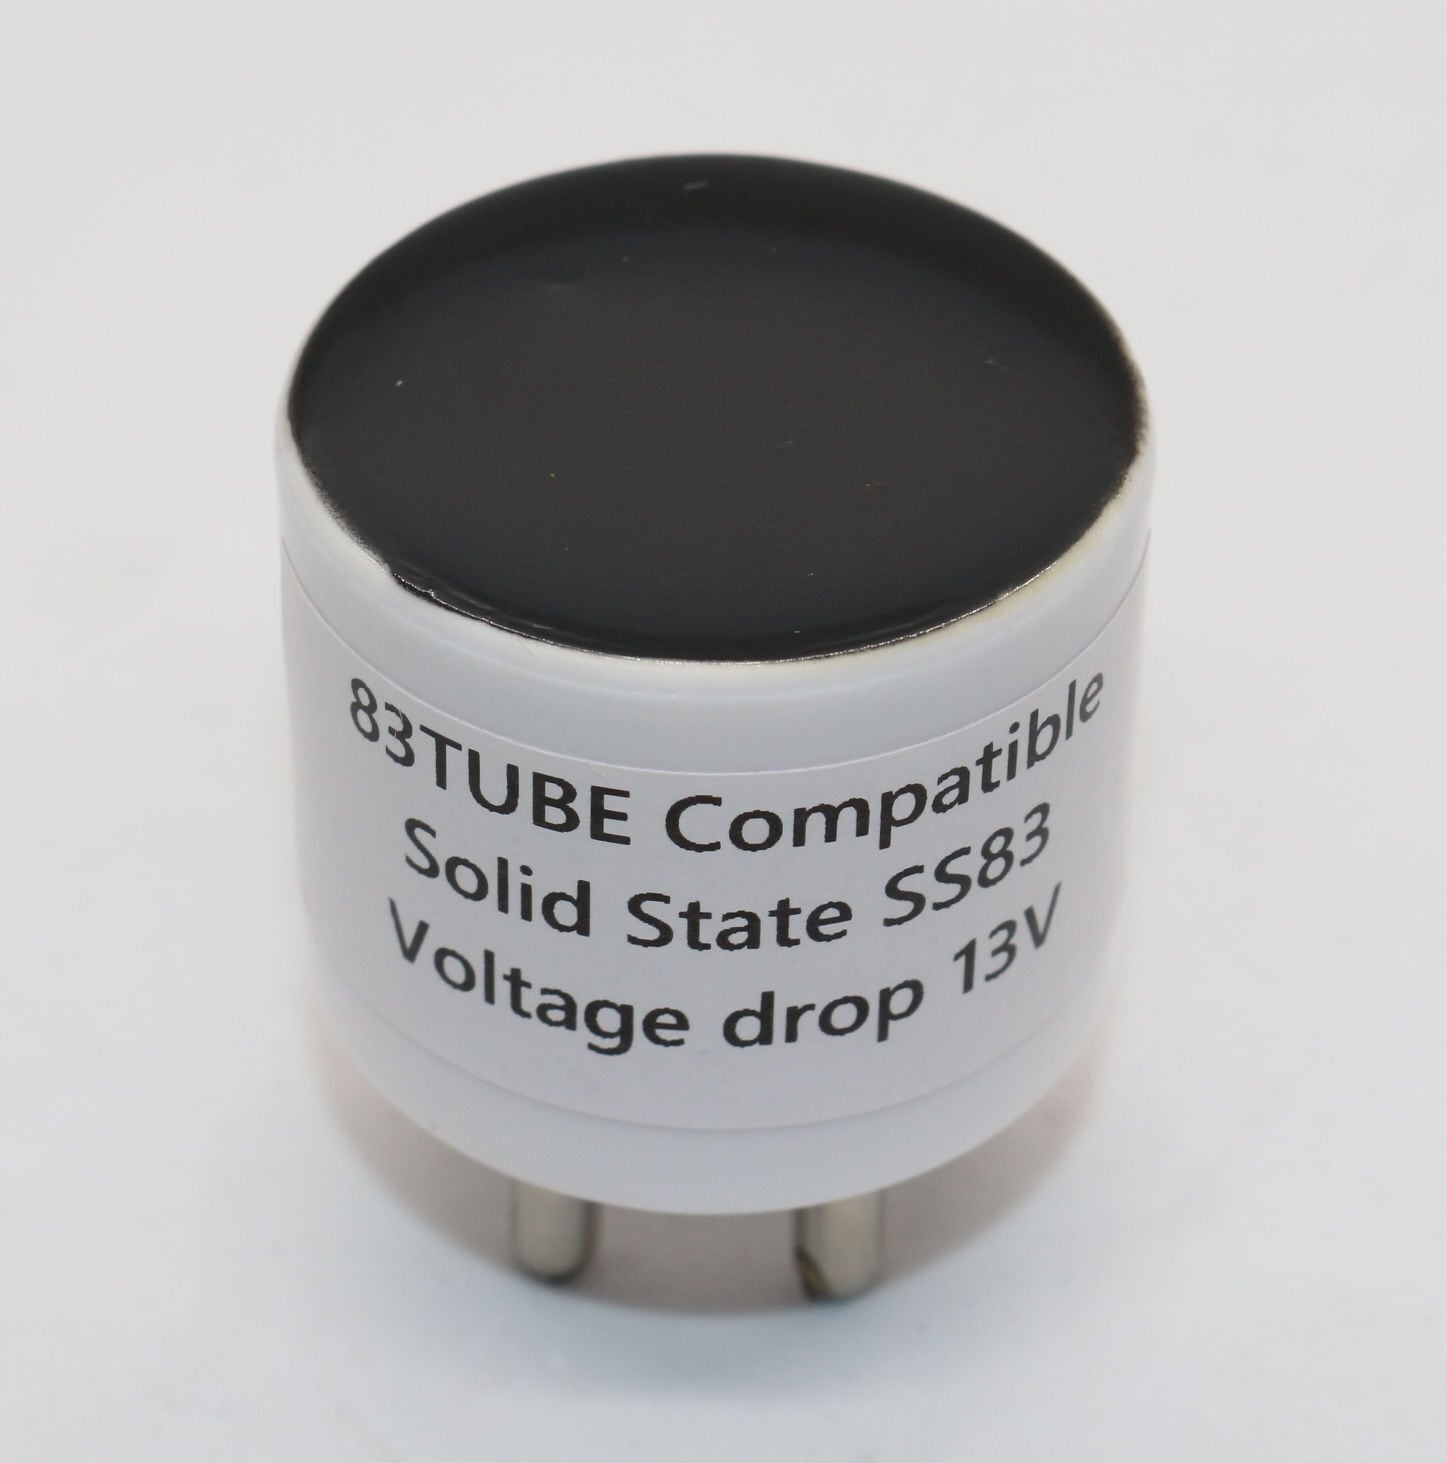 83TUBE Compatible
Solid State SS83
Voltage drop 13V